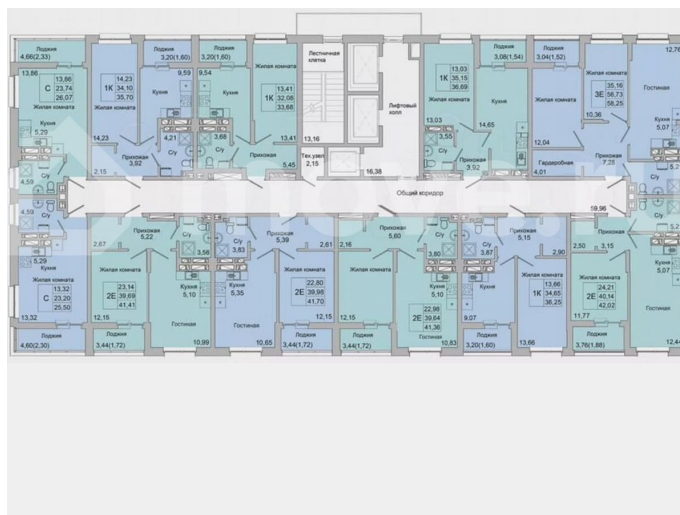 Лоджия
4,66(2,33)
Лоджия
3,20(1,60)
Лоджия
3,20(1,60)
Лестничная
клетка
Лифтовый
холл
Лоджия
3,08(1,54)
Лоджия
3,04(1,52)
12,76
13,86
С
13,86
23,74
26,07
Жилая комната
Кухня
5,29
1К
14,23
34,10
35,70
Жилая комната
14,23
9,59
Кухня
9,54
Кухня
Жилая комната
1К
13,41
32,08
33,68
13,41
13,16
1К
13,03
35,15
36,69
Жилая комната
13,03
Кухня
14,65
Жилая комната
12,04
Жилая комната
3Е
35,16
56,73
58,25
10,36
Гостиная
Кухня
5,07
С/у
4,21
Прихожая
3,92
2,15
С/у
3,68
Прихожая
5,45
Тех.узел
2,15
16,38
С/у
3,55
Прихожая
3,92
Гардеробная
4,01
Прихожая
7,28
С/у
4,59
С/у
Общий коридор
59,96
4,59
С/у
5,29
Кухня
Прихожая
5,22
2,67
С/у
3,58
С/у
3,83
Прихожая
5,39
2,61
2,16
Прихожая
5,60
С/у
3,80
С/у
3,87
Прихожая
5,15
2,90
2,50
Прихожая
3,15
С/у
Кухня
5,07
Жилая комната
С
13,32
23,20
25,50
13,32
Жилая комната
2Е
23,14
39,69
41,41
12,15
Кухня
5,10
Гостиная
10,99
Кухня
5,35
Гостиная
10,65
Жилая комната
2Е
22,80
39,98
41,70
12,15
Жилая комната
12,15
Кухня
5,10
2Е
22,98
39,64
41,36
Гостиная
10,83
Кухня
9,07
Жилая комната
1К
13,66
34,65
36,25
13,66
Жилая комната
2Е
24,21
40,14
42,02
11,77
Гостиная
12,44
Лоджия
4,60(2,30)
Лоджия
3,44(1,72)
Лоджия
3,44(1,72)
Лоджия
3,44(1,72)
Лоджия
3,20(1,60)
Лоджия
3,76(1,88)